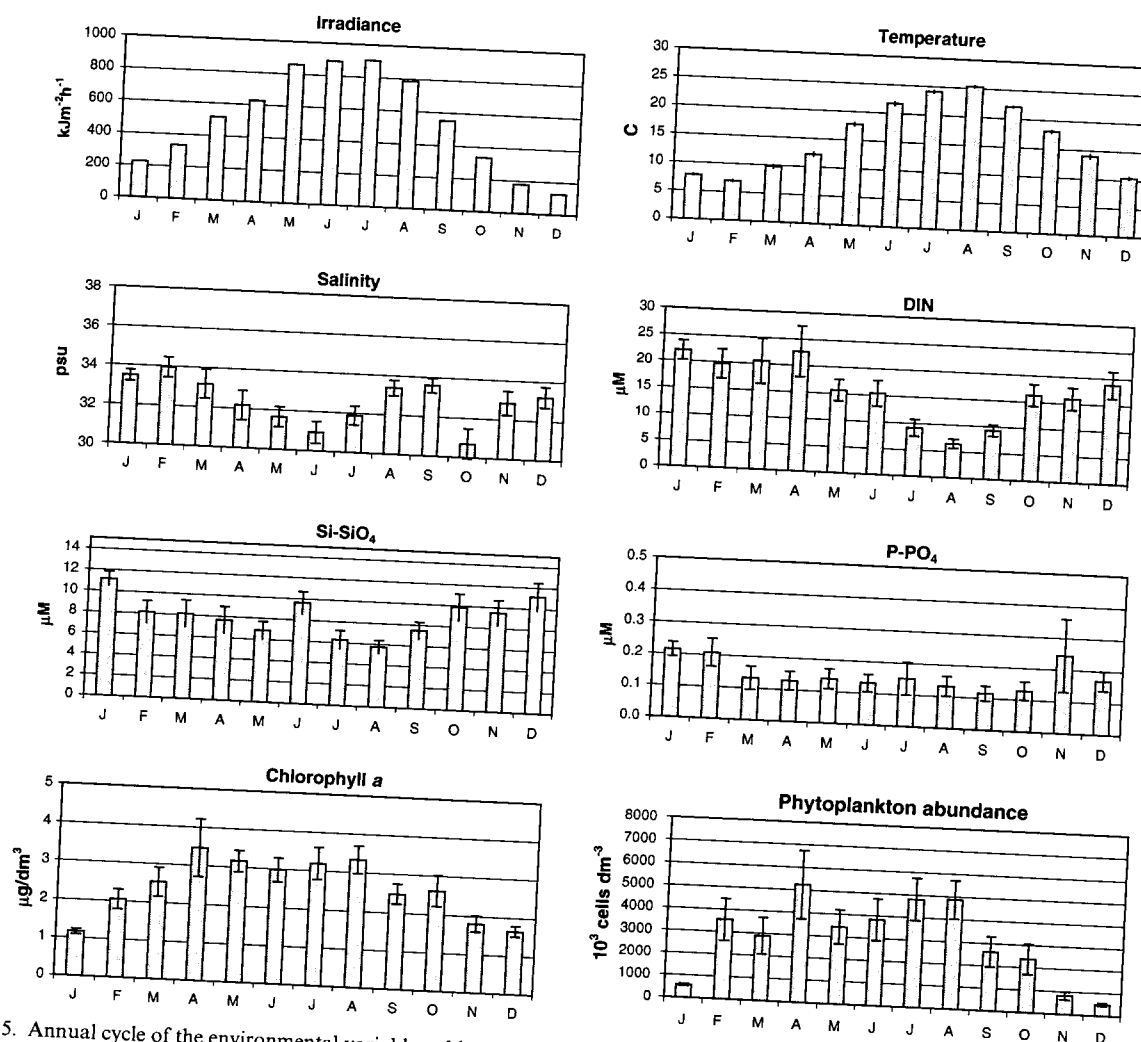 Irradiance
1000
800
600
400
200
0
kJm⁻²h⁻¹
J F M A M J J A S O N D
Temperature
30
25
20
15
10
5
0
C
J F M A M J J A S O N D
Salinity
38
36
34
32
30
psu
J F M A M J J A S O N D
DIN
30
25
20
15
10
5
0
µM
J F M A M J J A S O N D
Si-SiO₄
14
12
10
8
6
4
2
0
µM
J F M A M J J A S O N D
P-PO₄
0.5
0.4
0.3
0.2
0.1
0.0
µM
J F M A M J J A S O N D
Chlorophyll a
5
4
3
2
1
0
µg/dm³
J F M A M J J A S O N D
Phytoplankton abundance
8000
7000
6000
5000
4000
3000
2000
1000
0
10³ cells dm⁻³
J F M A M J J A S O N D
5. Annual cycle of the environmental